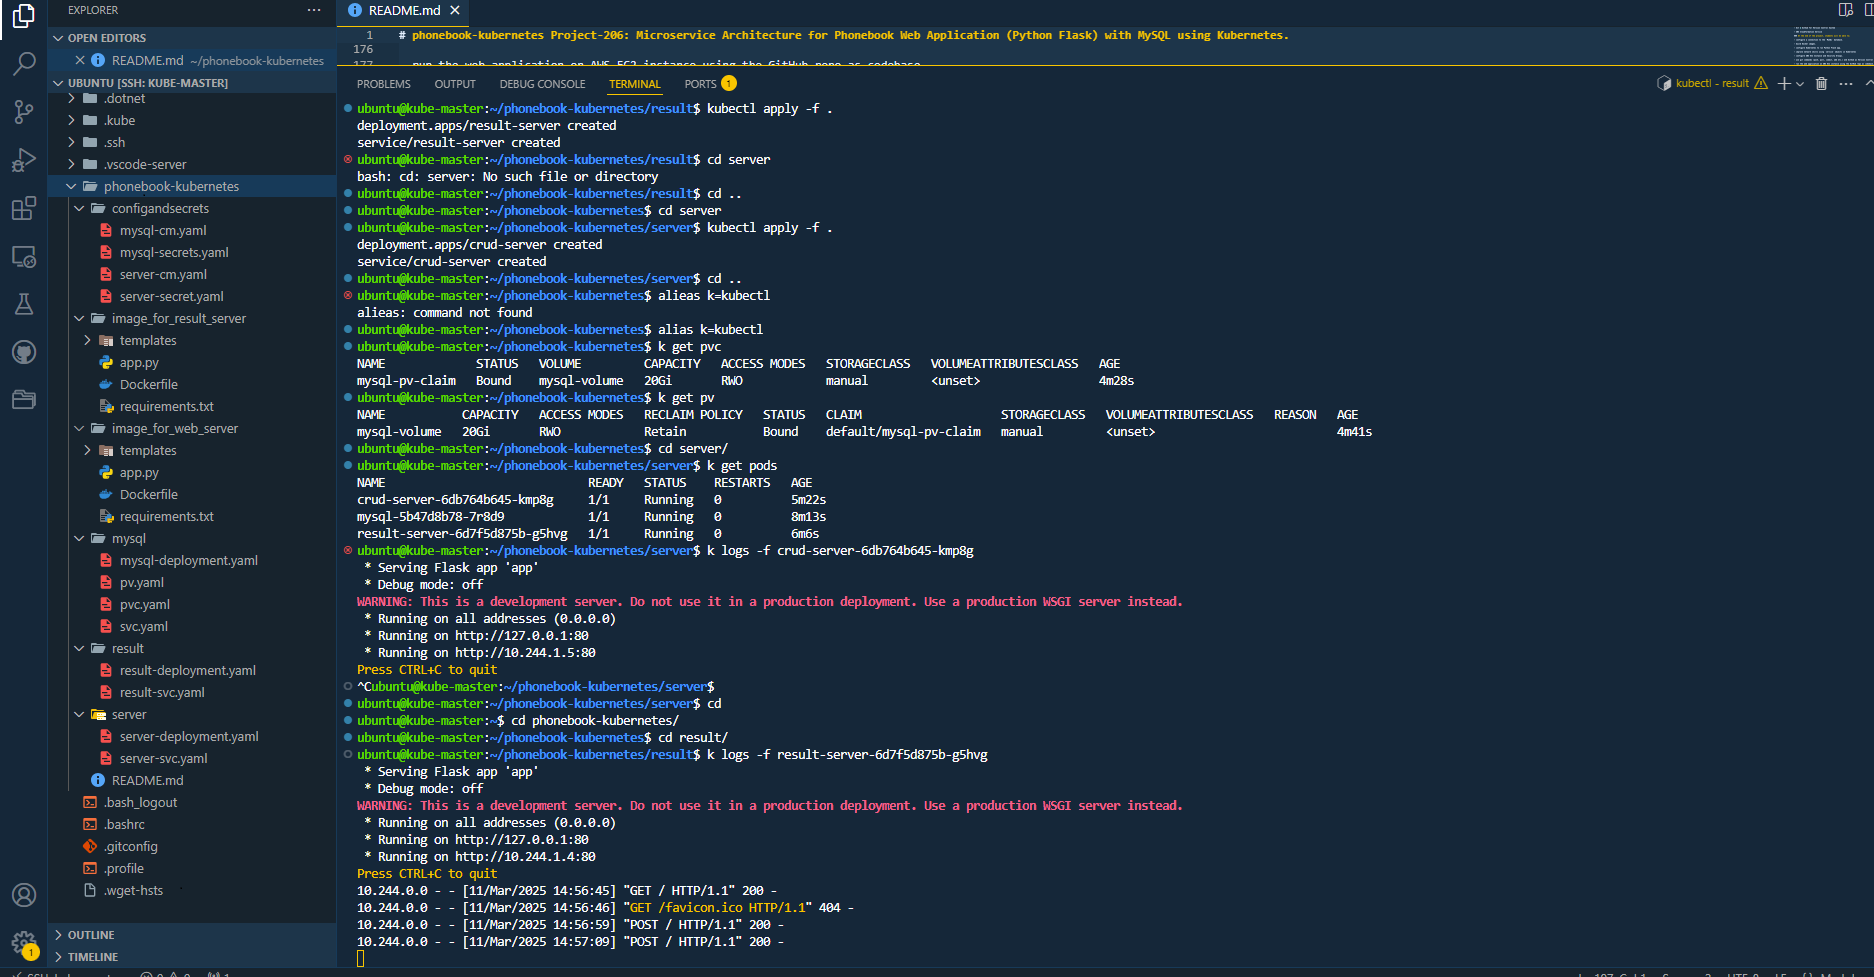 EXPLORER
OPEN EDITORS
README.md ~/phonebook-kubernetes
UBUNTU [SSH: KUBE-MASTER]
.dotnet
.kube
.ssh
.vscode-server
phonebook-kubernetes
configandsecrets
mysql-cm.yaml
mysql-secrets.yaml
server-cm.yaml
server-secret.yaml
image_for_result_server
templates
app.py
Dockerfile
requirements.txt
image_for_web_server
templates
app.py
Dockerfile
requirements.txt
mysql
mysql-deployment.yaml
pv.yaml
pvc.yaml
svc.yaml
result
result-deployment.yaml
result-svc.yaml
server
server-deployment.yaml
server-svc.yaml
README.md
.bash_logout
.bashrc
.gitconfig
.profile
.wget-hsts
OUTLINE
TIMELINE
1
README.md
1 # phonebook-kubernetes Project-206: Microservice Architecture for Phonebook Web Application (Python Flask) with MySQL using Kubernetes.
176
177 run the web application on AWS EC2 instance using the GitHub repo as codebase
PROBLEMS OUTPUT DEBUG CONSOLE TERMINAL PORTS 1
kubectl - result
ubuntu@kube-master:~/phonebook-kubernetes/result$ kubectl apply -f .
deployment.apps/result-server created
service/result-server created
ubuntu@kube-master:~/phonebook-kubernetes/result$ cd server
bash: cd: server: No such file or directory
ubuntu@kube-master:~/phonebook-kubernetes/result$ cd ..
ubuntu@kube-master:~/phonebook-kubernetes$ cd server
ubuntu@kube-master:~/phonebook-kubernetes/server$ kubectl apply -f .
deployment.apps/crud-server created
service/crud-server created
ubuntu@kube-master:~/phonebook-kubernetes/server$ cd ..
ubuntu@kube-master:~/phonebook-kubernetes$ alieas k=kubectl
alieas: command not found
ubuntu@kube-master:~/phonebook-kubernetes$ alias k=kubectl
ubuntu@kube-master:~/phonebook-kubernetes$ k get pvc
NAME STATUS VOLUME CAPACITY ACCESS MODES STORAGECLASS VOLUMEATTRIBUTESCLASS AGE
mysql-pv-claim Bound mysql-volume 20Gi RWO manual <unset> 4m28s
ubuntu@kube-master:~/phonebook-kubernetes$ k get pv
NAME CAPACITY ACCESS MODES RECLAIM POLICY STATUS CLAIM STORAGECLASS VOLUMEATTRIBUTESCLASS REASON AGE
mysql-volume 20Gi RWO Retain Bound default/mysql-pv-claim manual <unset> 4m41s
ubuntu@kube-master:~/phonebook-kubernetes$ cd server/
ubuntu@kube-master:~/phonebook-kubernetes/server$ k get pods
NAME READY STATUS RESTARTS AGE
crud-server-6db764b645-kmp8g 1/1 Running 0 5m22s
mysql-5b47d8b78-7r8d9 1/1 Running 0 8m13s
result-server-6d7f5d875b-g5hvg 1/1 Running 0 6m6s
ubuntu@kube-master:~/phonebook-kubernetes/server$ k logs -f crud-server-6db764b645-kmp8g
* Serving Flask app 'app'
* Debug mode: off
WARNING: This is a development server. Do not use it in a production deployment. Use a production WSGI server instead.
* Running on all addresses (0.0.0.0)
* Running on http://127.0.0.1:80
* Running on http://10.244.1.5:80
Press CTRL+C to quit
^Cubuntu@kube-master:~/phonebook-kubernetes/server$
ubuntu@kube-master:~/phonebook-kubernetes/server$ cd
ubuntu@kube-master:~$ cd phonebook-kubernetes/
ubuntu@kube-master:~/phonebook-kubernetes$ cd result/
ubuntu@kube-master:~/phonebook-kubernetes/result$ k logs -f result-server-6d7f5d875b-g5hvg
* Serving Flask app 'app'
* Debug mode: off
WARNING: This is a development server. Do not use it in a production deployment. Use a production WSGI server instead.
* Running on all addresses (0.0.0.0)
* Running on http://127.0.0.1:80
* Running on http://10.244.1.4:80
Press CTRL+C to quit
10.244.0.0 - - [11/Mar/2025 14:56:45] "GET / HTTP/1.1" 200 -
10.244.0.0 - - [11/Mar/2025 14:56:46] "GET /favicon.ico HTTP/1.1" 404 -
10.244.0.0 - - [11/Mar/2025 14:56:59] "POST / HTTP/1.1" 200 -
10.244.0.0 - - [11/Mar/2025 14:57:09] "POST / HTTP/1.1" 200 -